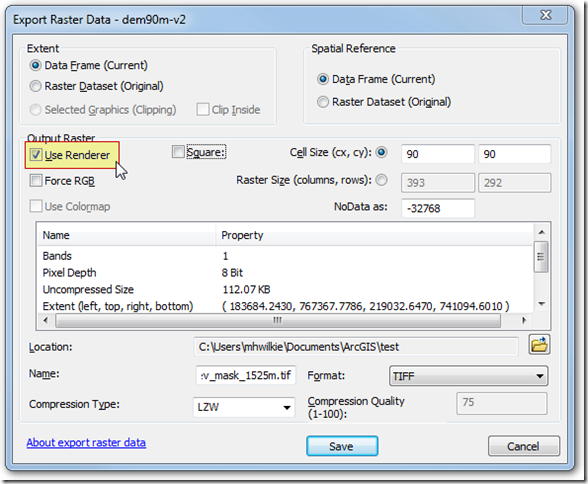 Export Raster Data - dem90m-v2
Extent
Data Frame (Current)
Raster Dataset (Original)
Selected Graphics (Clipping)
Clip Inside
Spatial Reference
Data Frame (Current)
Raster Dataset (Original)
Output Raster
Use Renderer
Square:
Cell Size (cx, cy):
90
90
Force RGB
Raster Size (columns, rows):
393
292
Use Colormap
NoData as:
-32768
Name
Property
Bands
1
Pixel Depth
8 Bit
Uncompressed Size
112.07 KB
Extent (left, top, right, bottom)
( 183684.2430, 767367.7786, 219032.6470, 741094.6010 )
Location:
C:\Users\mhwilkie\Documents\ArcGIS\test
Name:
:v_mask_1525m.tif
Format:
TIFF
Compression Type:
LZW
Compression Quality
(1-100):
75
About export raster data
Save
Cancel